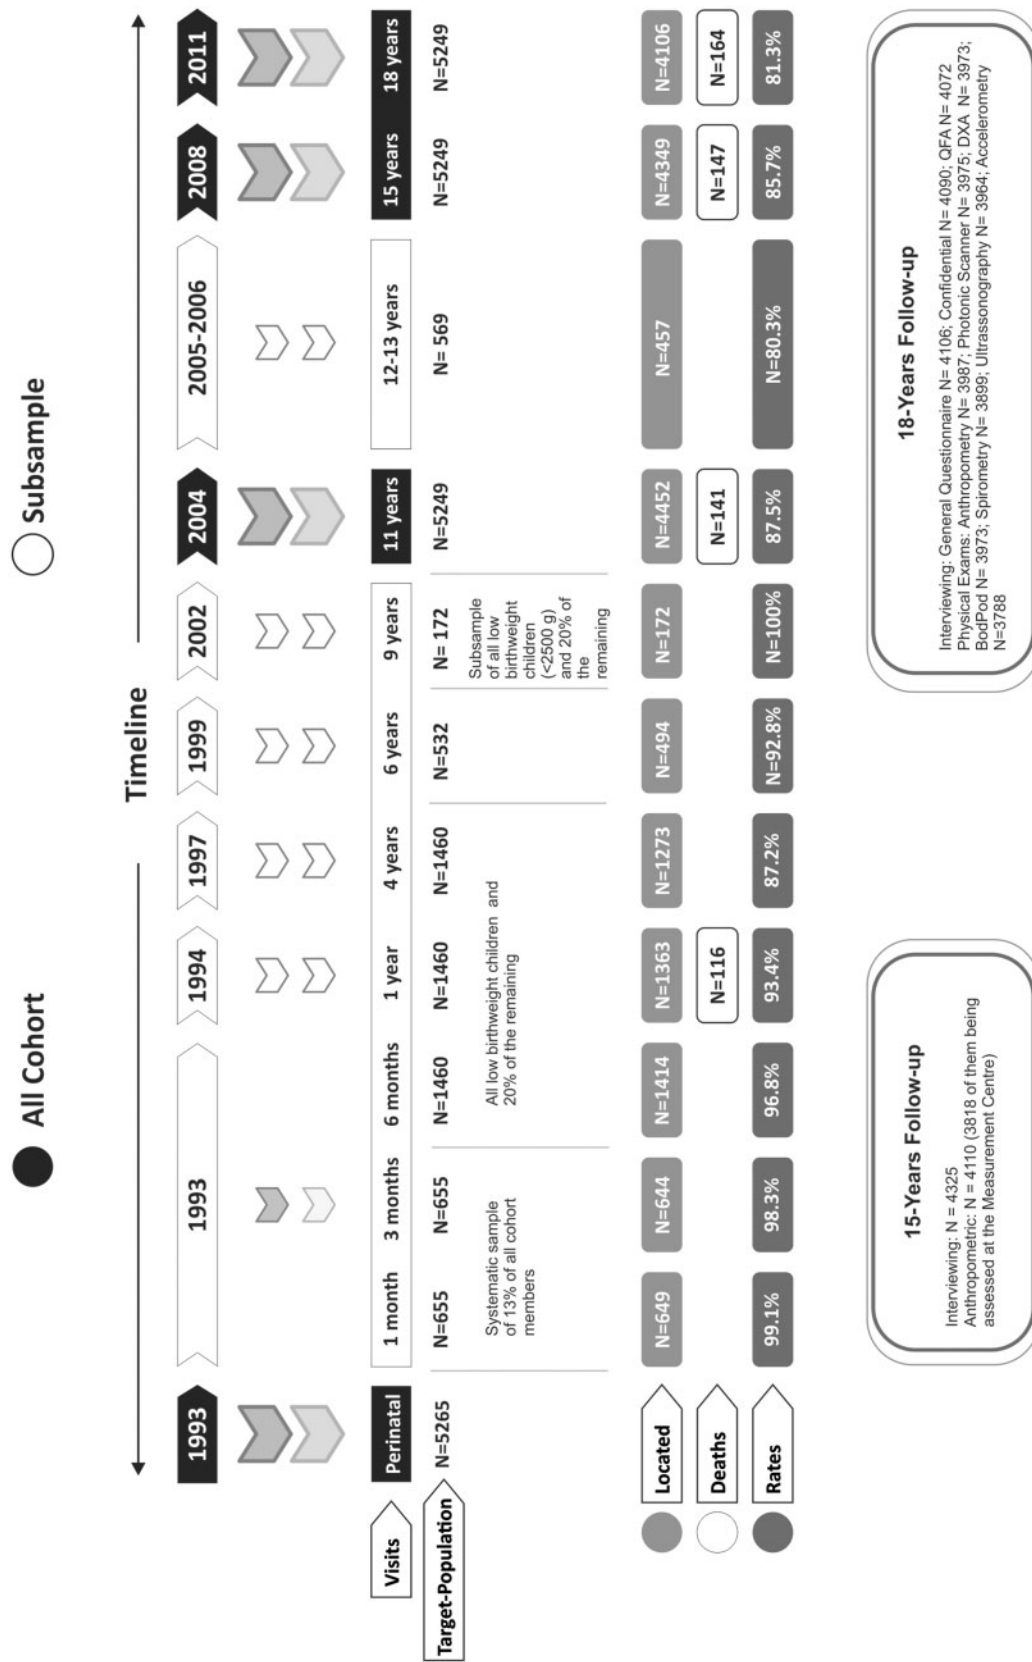 All Cohort
Subsample
Timeline
1993
1993
1994
1997
1999
2002
2004
2005-2006
2008
2011
Visits
Perinatal
1 month
3 months
6 months
1 year
4 years
6 years
9 years
11 years
12-13 years
15 years
18 years
Target-Population
N=5265
N=655
N=655
N=1460
N=1460
N=1460
N=532
N= 172
N=5249
N= 569
N=5249
N=5249
Systematic sample
of 13% of all cohort
members
All low birthweight children and
20% of the remaining
Subsample
of all low
birthweight
children
(<2500 g)
and 20% of
the
remaining
Located
N=649
N=644
N=1414
N=1363
N=1273
N=494
N=172
N=4452
N=457
N=4349
N=4106
Deaths
N=116
N=141
N=147
N=164
Rates
99.1%
98.3%
96.8%
93.4%
87.2%
N=92.8%
N=100%
87.5%
N=80.3%
85.7%
81.3%
15-Years Follow-up
Interviewing: N = 4325
Anthropometric: N = 4110 (3818 of them being
assessed at the Measurement Centre)
18-Years Follow-up
Interviewing: General Questionnaire N= 4106; Confidential N= 4090; QFA N= 4072
Physical Exams: Anthropometry N= 3987; Photonic Scanner N= 3975; DXA N= 3973;
BodPod N= 3973; Spirometry N= 3899; Ultrassonography N= 3964; Accelerometry
N=3788